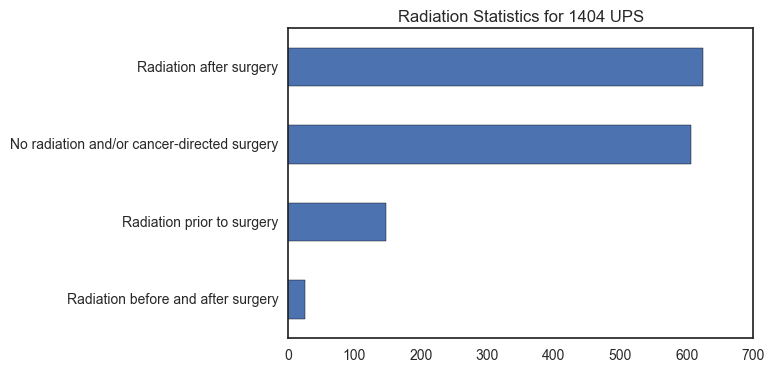 Radiation Statistics for 1404 UPS
Radiation after surgery
No radiation and/or cancer-directed surgery
Radiation prior to surgery
Radiation before and after surgery
0 100 200 300 400 500 600 700